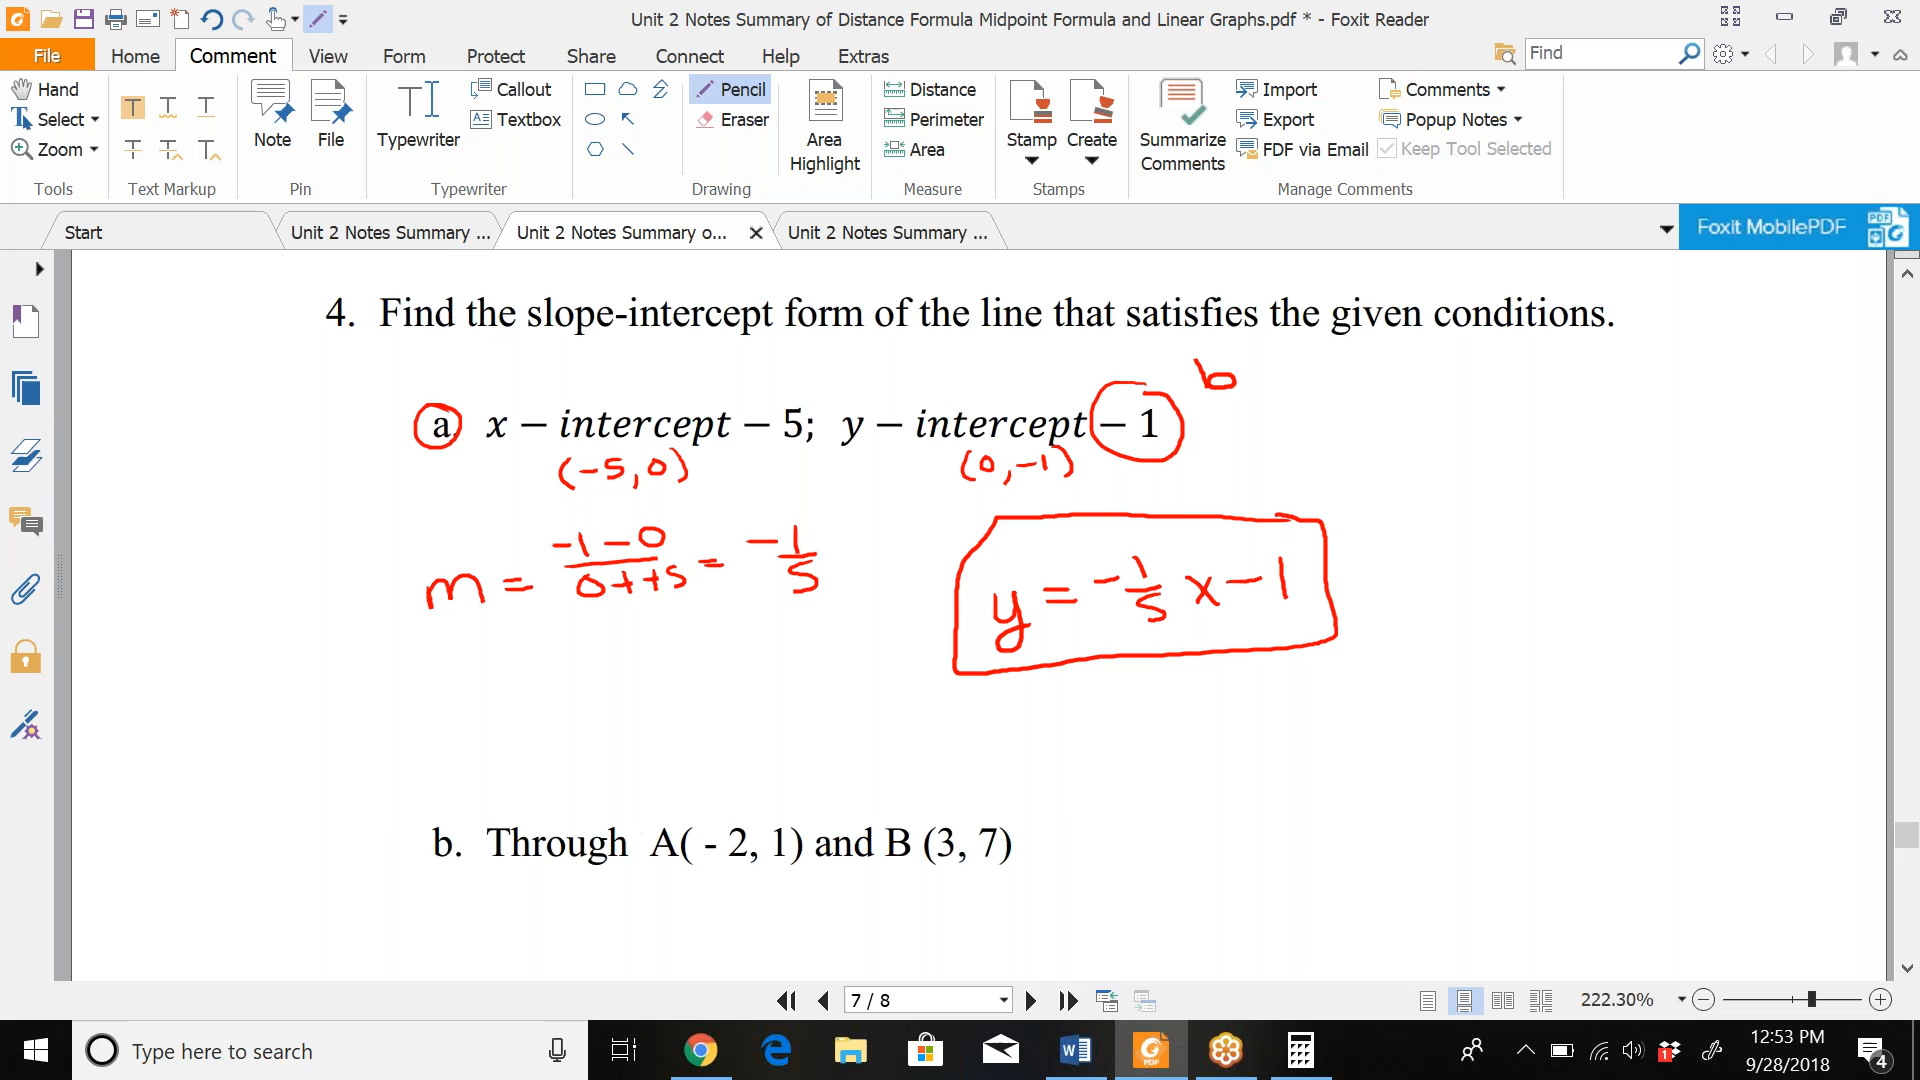 Unit 2 Notes Summary of Distance Formula Midpoint Formula and Linear Graphs.pdf * - Foxit Reader
File Home Comment View Form Protect Share Connect Help Extras
Find
Hand
Select
Zoom
Tools
Text Markup
Note
File
Pin
Typewriter
Callout
Textbox
Typewriter
Pencil
Eraser
Drawing
Area
Highlight
Distance
Perimeter
Area
Measure
Stamp
Create
Stamps
Summarize
Comments
Import
Export
FDF via Email
Comments
Popup Notes
Keep Tool Selected
Manage Comments
Start
Unit 2 Notes Summary ...
Unit 2 Notes Summary o...
Unit 2 Notes Summary ...
Foxit MobilePDF
4. Find the slope-intercept form of the line that satisfies the given conditions.
b
a. x – intercept – 5; y – intercept – 1
(-5, 0) (0, -1)
m = -1-0/0++5 = -1/5
y = -1/5 x - 1
b. Through A( - 2, 1) and B (3, 7)
7 / 8
222.30%
Type here to search
12:53 PM
9/28/2018
4